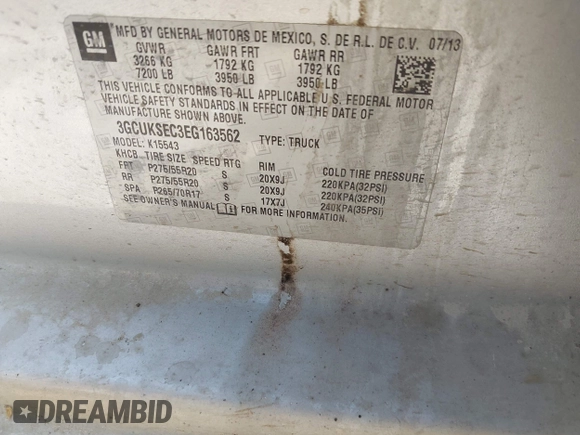 GM
MFD BY GENERAL MOTORS DE MEXICO, S. DE R.L. DE C.V. 07/13
GVWR GAWR FRT GAWR RR
3266 KG 1792 KG 1792 KG
7200 LB 3950 LB 3950 LB
THIS VEHICLE CONFORMS TO ALL APPLICABLE U.S. FEDERAL MOTOR
VEHICLE SAFETY STANDARDS IN EFFECT ON THE DATE OF
MANUFACTURE SHOWN ABOVE.
3GCUKSEC3EG163562 TYPE: TRUCK
MODEL: K15543
KHCB TIRE SIZE SPEED RTG RIM COLD TIRE PRESSURE
FRT P275/55R20 S 20X9J 220KPA(32PSI)
RR P275/55R20 S 20X9J 220KPA(32PSI)
SPA P265/70R17 S 17X7J 240KPA(35PSI)
SEE OWNER'S MANUAL
DREAMBID